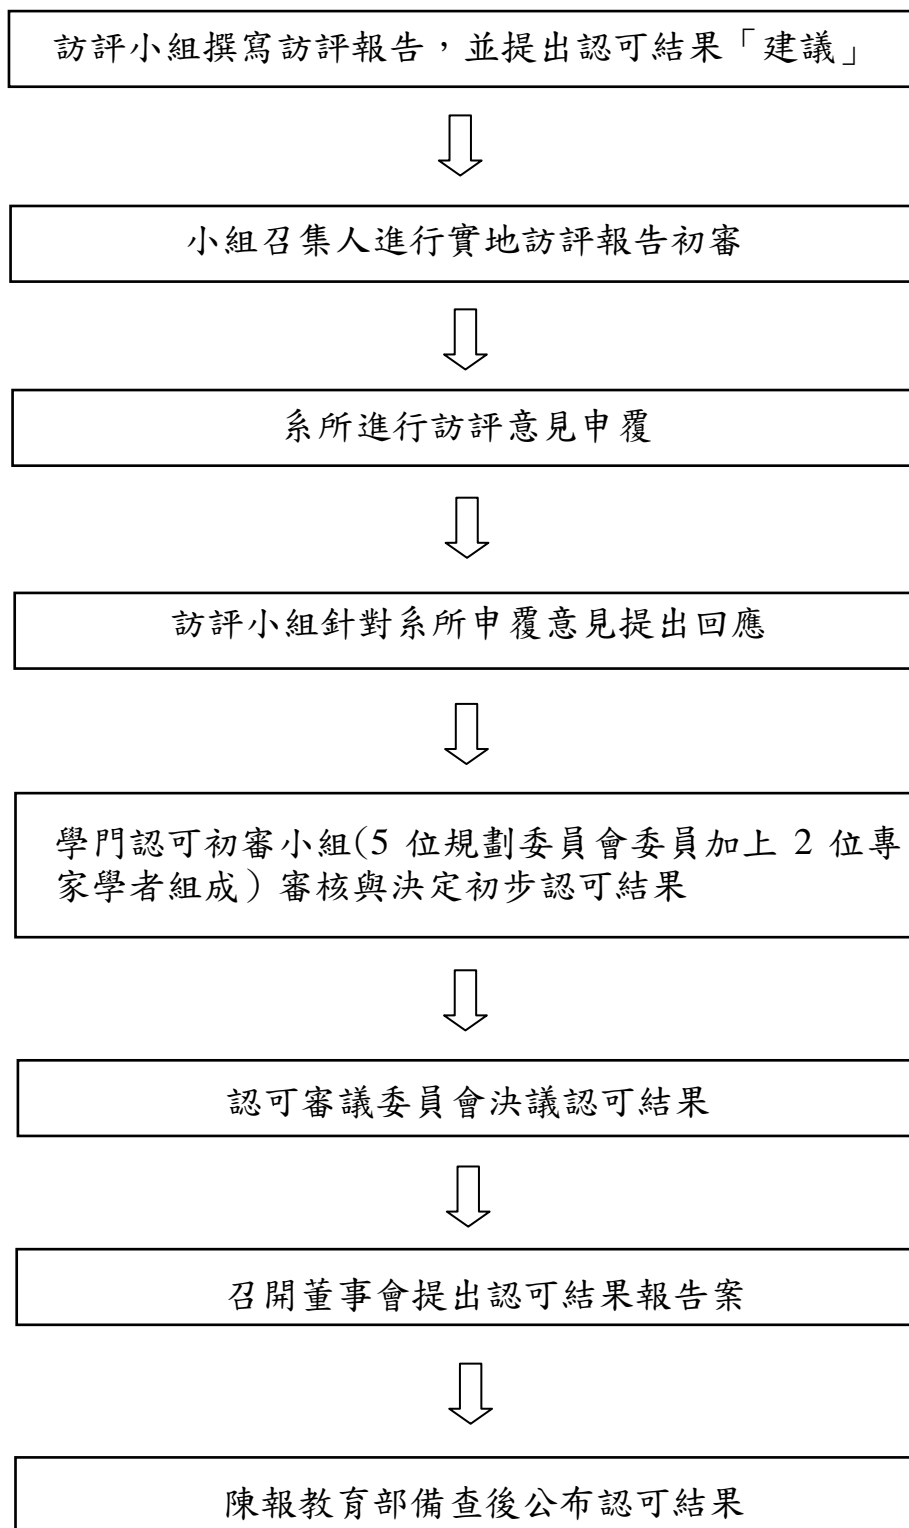 訪評小組撰寫訪評報告，並提出認可結果「建議」
小組召集人進行實地訪評報告初審
系所進行訪評意見申覆
訪評小組針對系所申覆意見提出回應
學門認可初審小組(5 位規劃委員會委員加上 2 位專
家學者組成) 審核與決定初步認可結果
認可審議委員會決議認可結果
召開董事會提出認可結果報告案
陳報教育部備查後公布認可結果